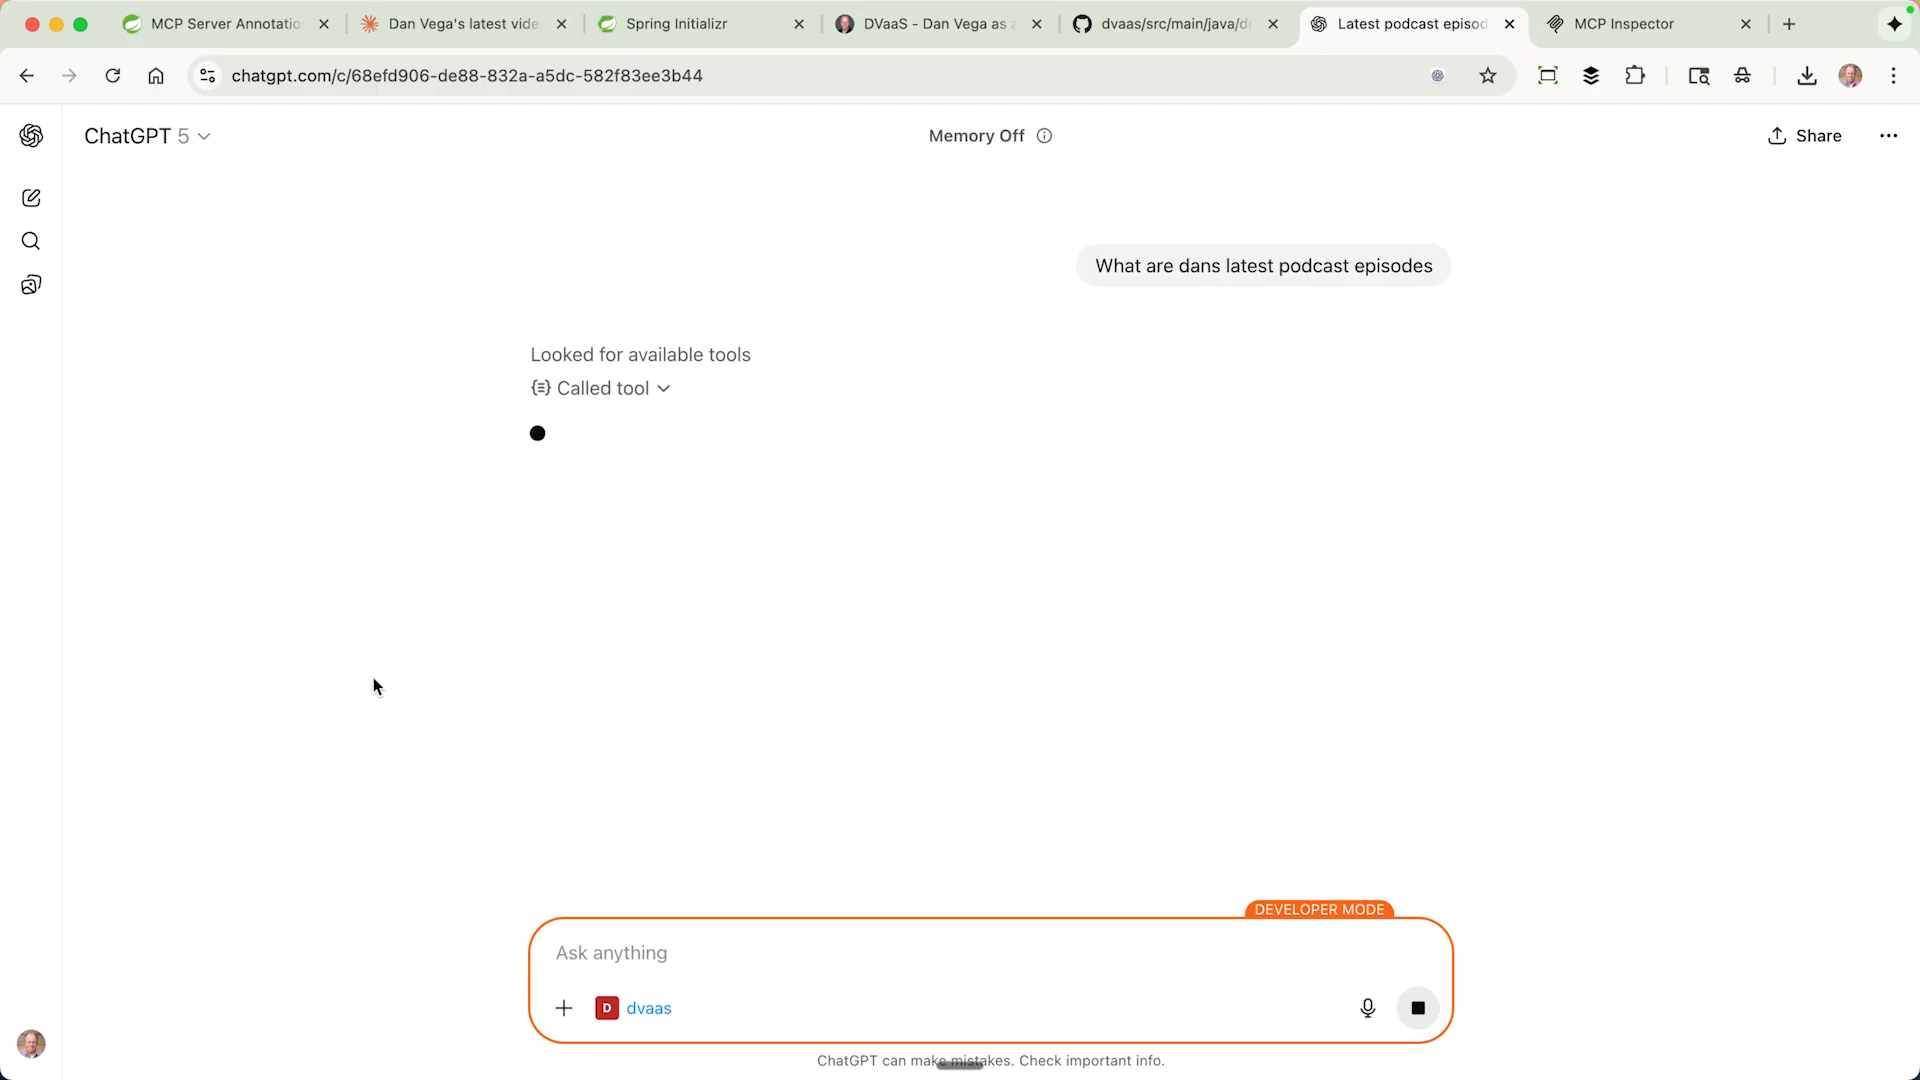 MCP Server Annotatio
Dan Vega's latest vide
Spring Initializr
DVaaS - Dan Vega as a
dvaas/src/main/java/de
Latest podcast episod
MCP Inspector
chatgpt.com/c/68efd906-de88-832a-a5dc-582f83ee3b44
ChatGPT 5
Memory Off
Share
What are dans latest podcast episodes
Looked for available tools
Called tool
DEVELOPER MODE
Ask anything
D dvaas
ChatGPT can make mistakes. Check important info.